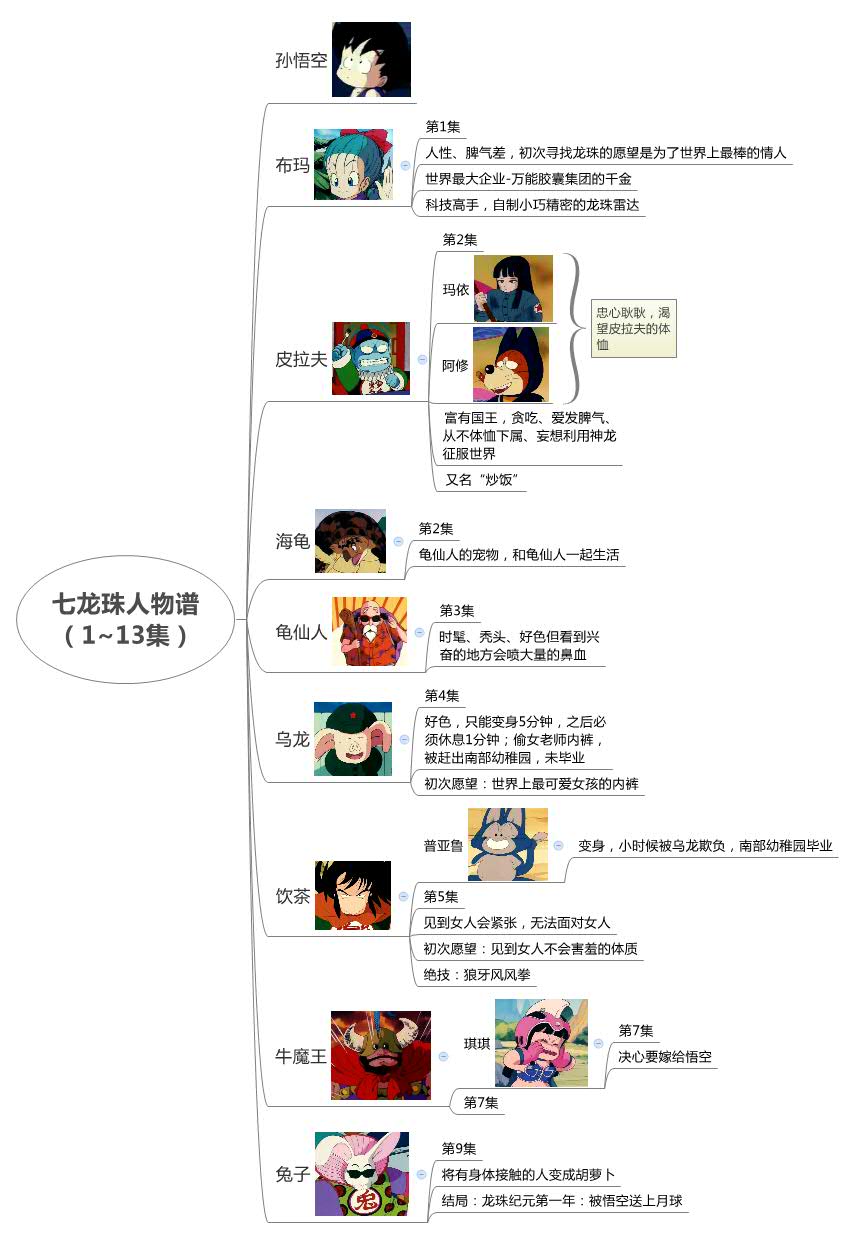 七龙珠人物谱
（1~13集）
孙悟空
布玛
第1集
人性、脾气差，初次寻找龙珠的愿望是为了世界上最棒的情人
世界最大企业-万能胶囊集团的千金
科技高手，自制小巧精密的龙珠雷达
皮拉夫
第2集
玛依
阿修
忠心耿耿，渴
望皮拉夫的体
恤
富有国王，贪吃、爱发脾气、
从不体恤下属、妄想利用神龙
征服世界
又名“炒饭”
海龟
第2集
龟仙人的宠物，和龟仙人一起生活
龟仙人
第3集
时髦、秃头、好色但看到兴
奋的地方会喷大量的鼻血
乌龙
第4集
好色，只能变身5分钟，之后必
须休息1分钟；偷女老师内裤，
被赶出南部幼稚园，未毕业
初次愿望：世界上最可爱女孩的内裤
饮茶
普亚鲁
变身，小时候被乌龙欺负，南部幼稚园毕业
第5集
见到女人会紧张，无法面对女人
初次愿望：见到女人不会害羞的体质
绝技：狼牙风风拳
牛魔王
琪琪
第7集
决心要嫁给悟空
第7集
兔子
兎
第9集
将有身体接触的人变成胡萝卜
结局：龙珠纪元第一年：被悟空送上月球